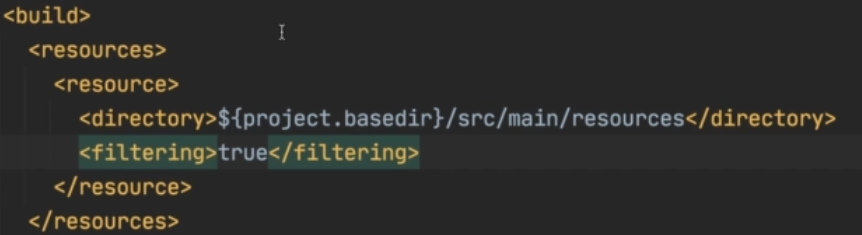 <build>
<resources>
<resource>
<directory>${project.basedir}/src/main/resources</directory>
<filtering>true</filtering>
</resource>
</resources>